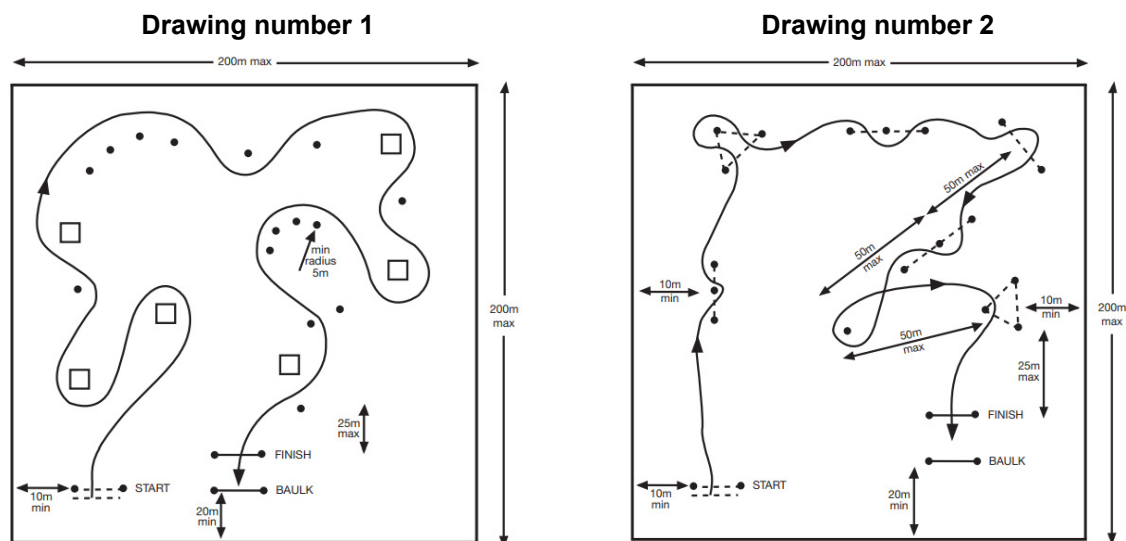 Drawing number 1
200m max
min
radius
5m
200m
max
25m
max
FINISH
START
BAULK
10m
min
20m
min
Drawing number 2
200m max
50m max
50m
max
10m
min
10m
min
200m
max
50m
max
25m
max
FINISH
BAULK
START
10m
min
20m
min